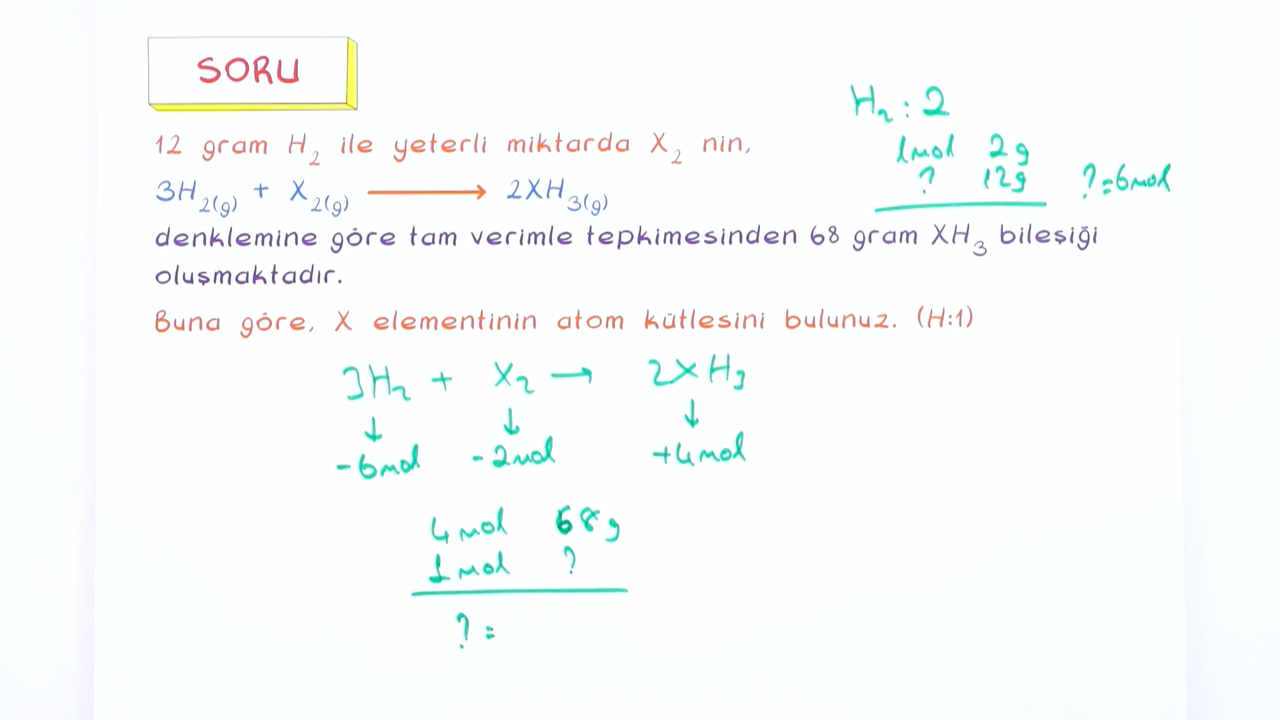 SORU
12 gram H₂ ile yeterli miktarda X₂ nin,
3H₂(g) + X₂(g) ⟶ 2XH₃(g)
denklemine göre tam verimle tepkimesinden 68 gram XH₃ bileşiği
oluşmaktadır.
Buna göre, X elementinin atom kütlesini bulunuz. (H:1)
H₂ : 2
1mol 2g
? 12g ?=6mol
3H₂ + X₂ → 2XH₃
↓ ↓ ↓
-6mol -2mol +4mol
4mol 68g
1mol ?
? =